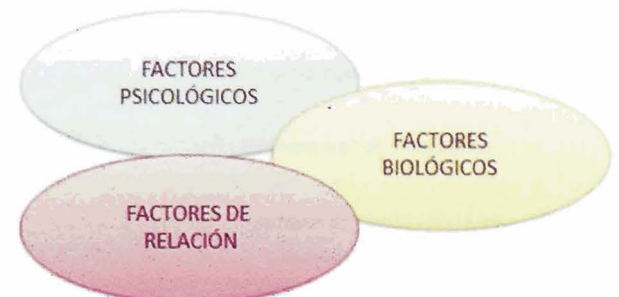 FACTORES
PSICOLÓGICOS
FACTORES
BIOLÓGICOS
FACTORES DE
RELACIÓN